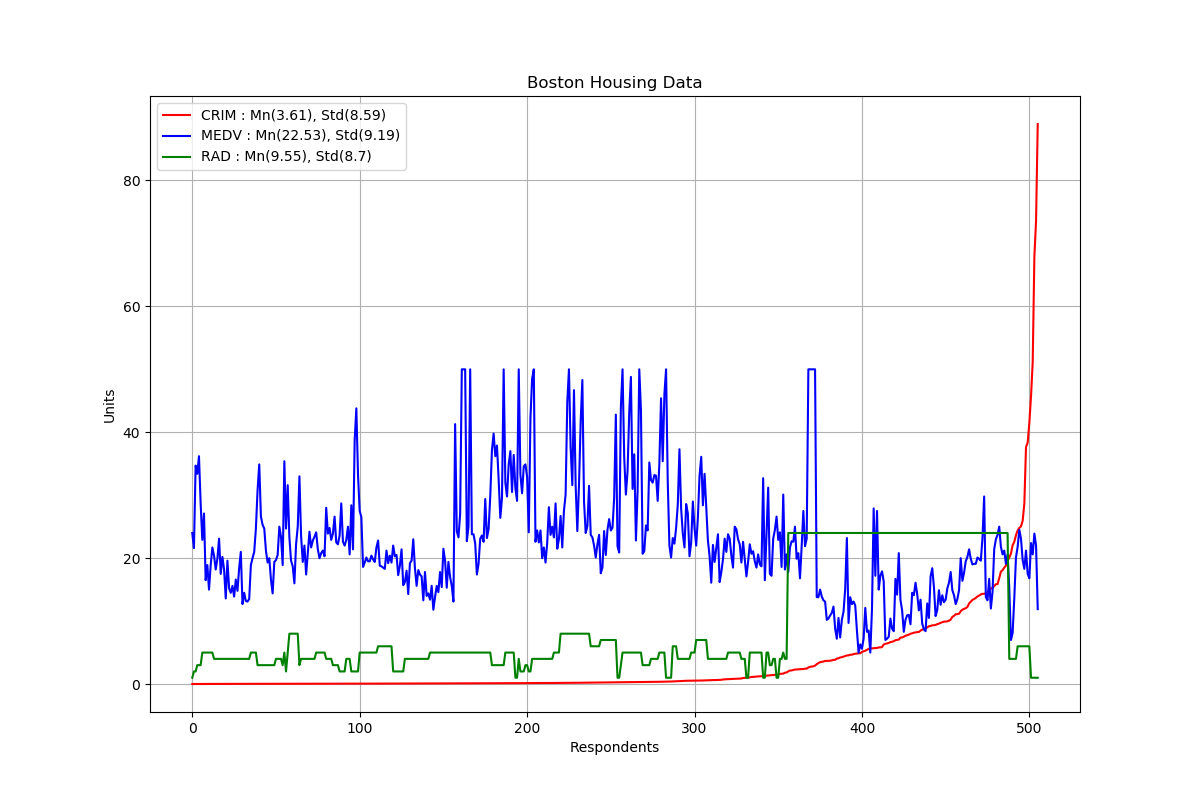 Boston Housing Data
CRIM : Mn(3.61), Std(8.59)
MEDV : Mn(22.53), Std(9.19)
RAD : Mn(9.55), Std(8.7)
80
60
40
20
0
Units
0 100 200 300 400 500
Respondents